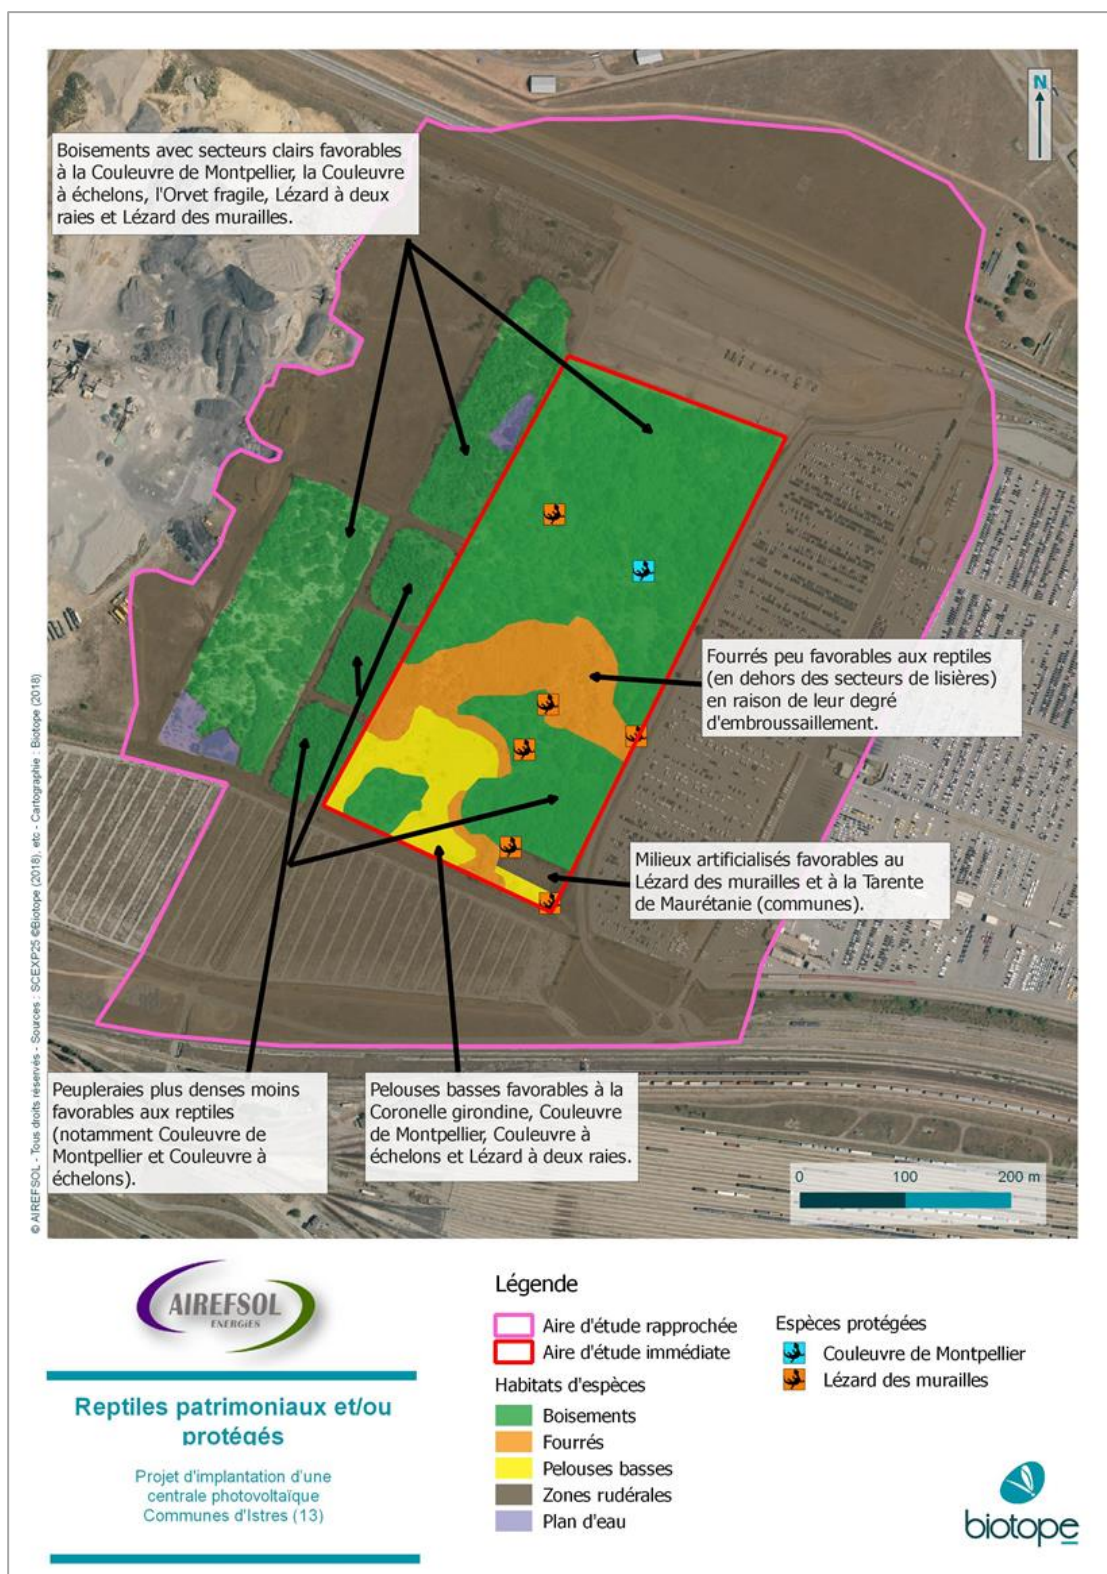 N
Boisements avec secteurs clairs favorables
à la Couleuvre de Montpellier, la Couleuvre
à échelons, l'Orvet fragile, Lézard à deux
raies et Lézard des murailles.
Fourrés peu favorables aux reptiles
(en dehors des secteurs de lisières)
en raison de leur degré
d'embroussaillement.
Milieux artificialisés favorables au
Lézard des murailles et à la Tarente
de Maurétanie (communes).
Peupleraies plus denses moins
favorables aux reptiles
(notamment Couleuvre de
Montpellier et Couleuvre à
échelons).
Pelouses basses favorables à la
Coronelle girondine, Couleuvre
de Montpellier, Couleuvre à
échelons et Lézard à deux raies.
0 100 200 m
© AIREFSOL - Tous droits réservés - Sources : SCEXP25 ©Biotope (2018), etc - Cartographie : Biotope (2018)
AIREFSOL
ENERGIES
Reptiles patrimoniaux et/ou
protégés
Projet d'implantation d'une
centrale photovoltaïque
Communes d'Istres (13)
Légende
Aire d'étude rapprochée
Aire d'étude immédiate
Habitats d'espèces
Boisements
Fourrés
Pelouses basses
Zones rudérales
Plan d'eau
Espèces protégées
Couleuvre de Montpellier
Lézard des murailles
biotope